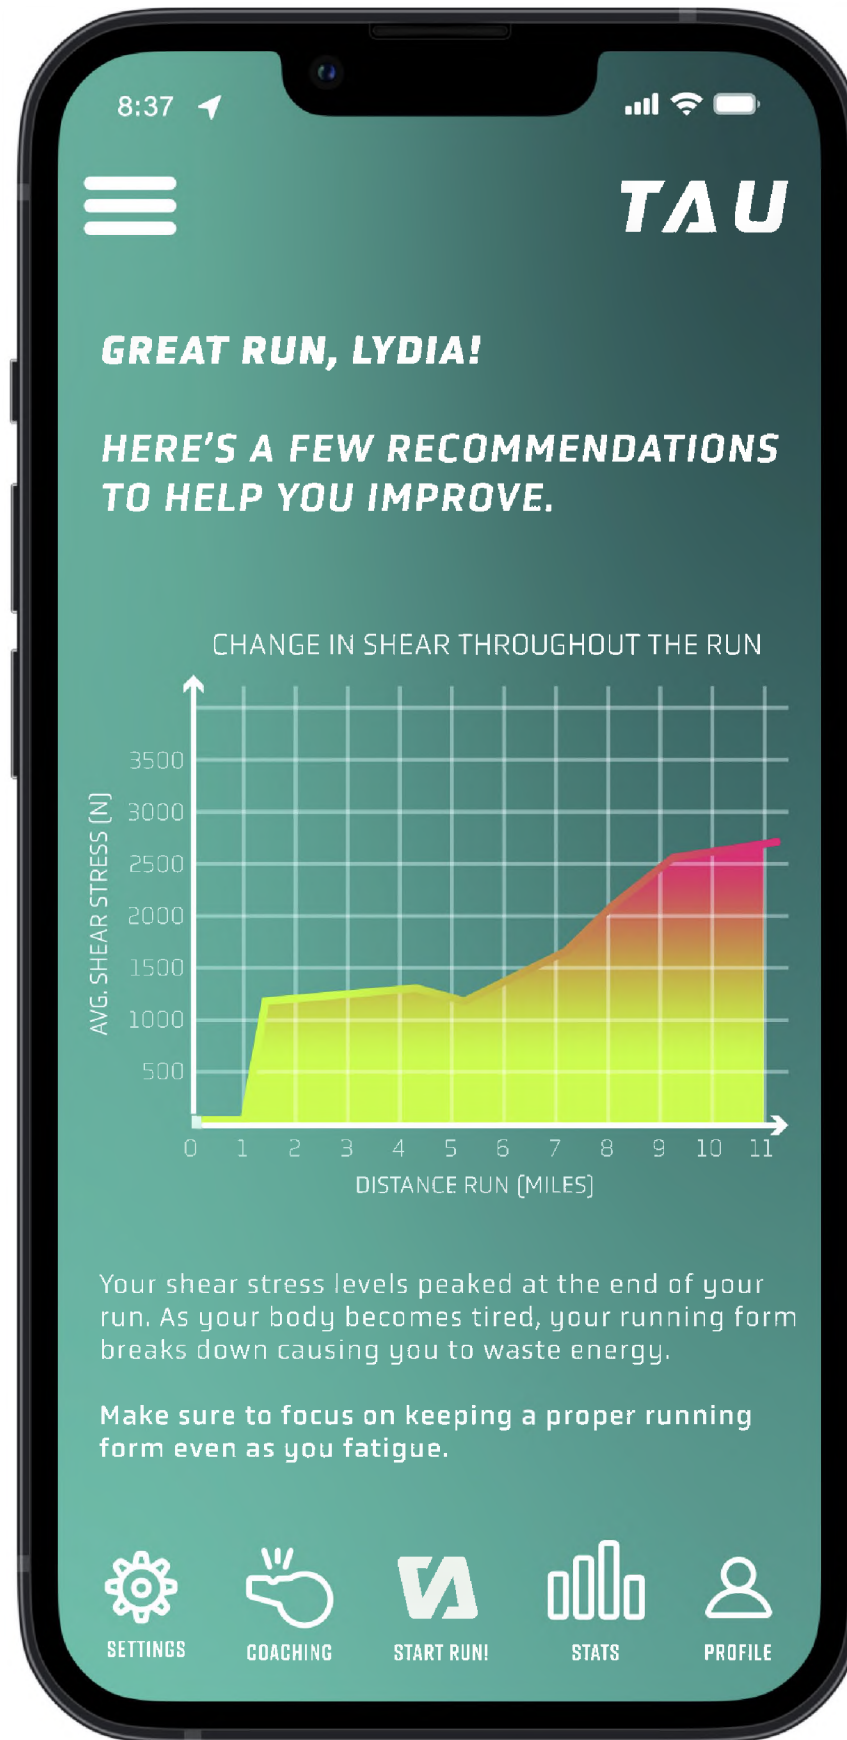 8:37
TAU
GREAT RUN, LYDIA!
HERE'S A FEW RECOMMENDATIONS
TO HELP YOU IMPROVE.
CHANGE IN SHEAR THROUGHOUT THE RUN
AVG. SHEAR STRESS (N)
3500
3000
2500
2000
1500
1000
500
0 1 2 3 4 5 6 7 8 9 10 11
DISTANCE RUN (MILES)
Your shear stress levels peaked at the end of your
run. As your body becomes tired, your running form
breaks down causing you to waste energy.
Make sure to focus on keeping a proper running
form even as you fatigue.
SETTINGS COACHING START RUN! STATS PROFILE